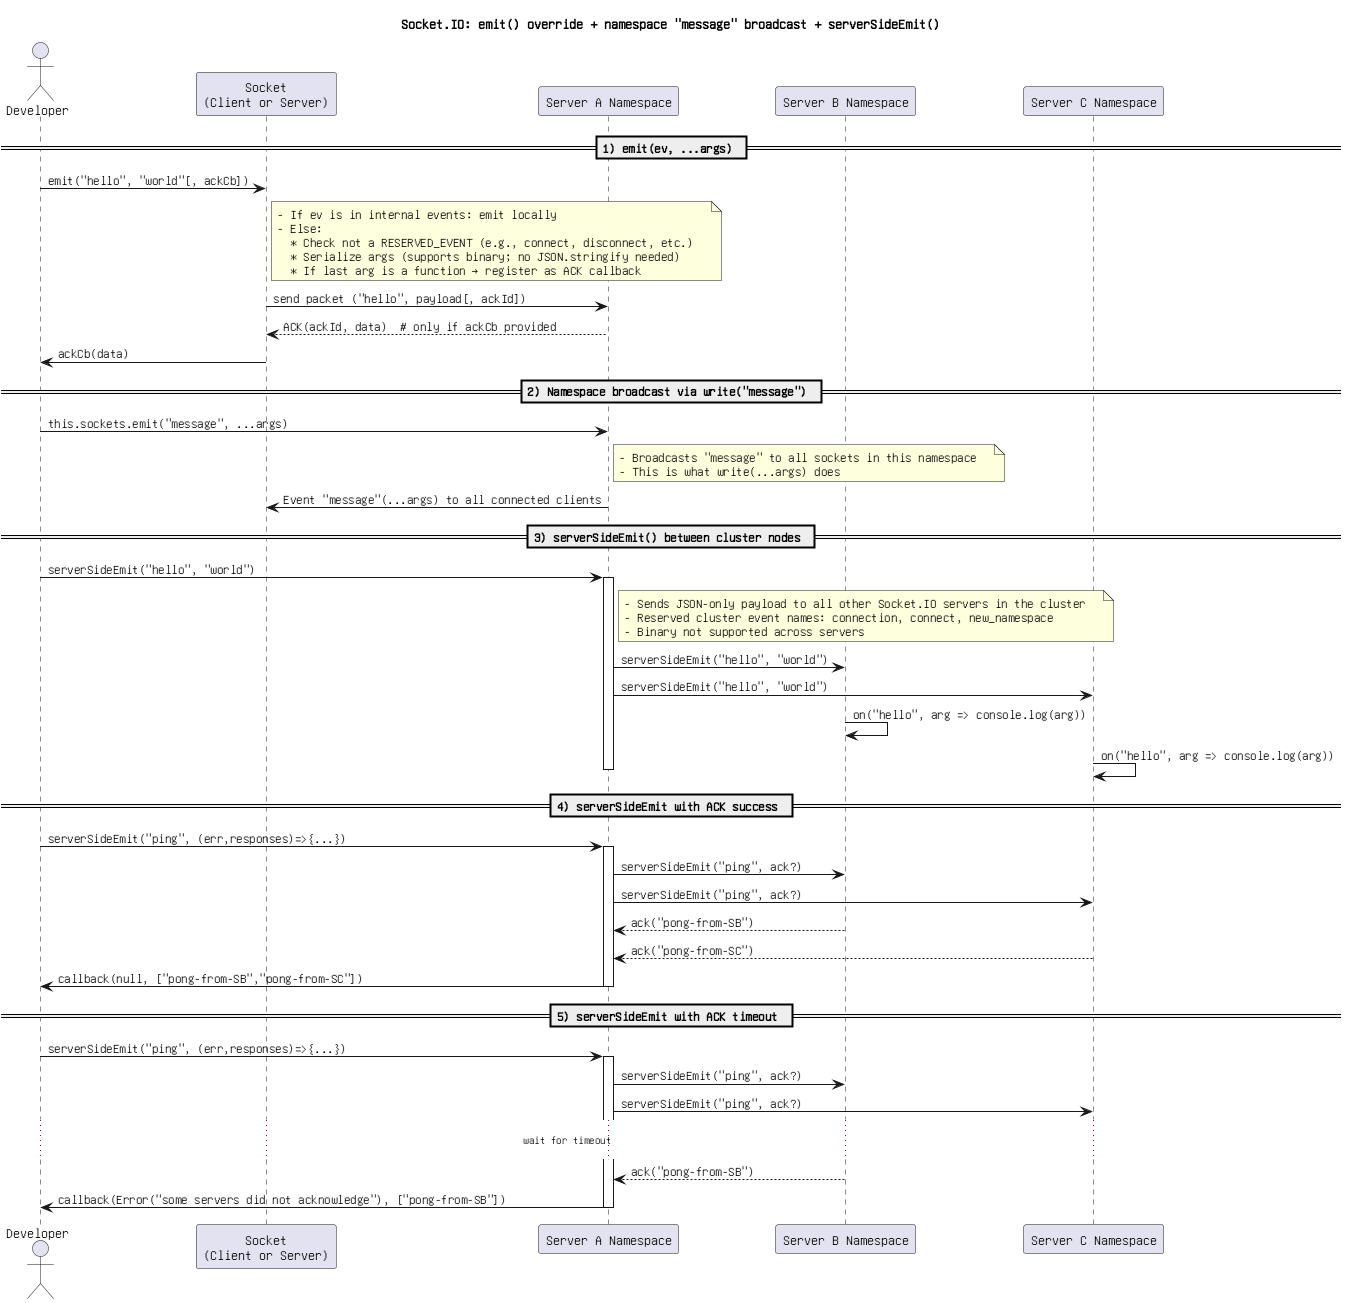 Socket.IO: emit() override + namespace "message" broadcast + serverSideEmit()
Developer
Socket
(Client or Server)
Server A Namespace
Server B Namespace
Server C Namespace
1) emit(ev, ...args)
emit("hello", "world"[, ackCb])
- If ev is in internal events: emit locally
- Else:
* Check not a RESERVED_EVENT (e.g., connect, disconnect, etc.)
* Serialize args (supports binary; no JSON.stringify needed)
* If last arg is a function → register as ACK callback
send packet ("hello", payload[, ackId])
ACK(ackId, data)  # only if ackCb provided
ackCb(data)
2) Namespace broadcast via write("message")
this.sockets.emit("message", ...args)
- Broadcasts "message" to all sockets in this namespace
- This is what write(...args) does
Event "message"(...args) to all connected clients
3) serverSideEmit() between cluster nodes
serverSideEmit("hello", "world")
- Sends JSON-only payload to all other Socket.IO servers in the cluster
- Reserved cluster event names: connection, connect, new_namespace
- Binary not supported across servers
serverSideEmit("hello", "world")
serverSideEmit("hello", "world")
on("hello", arg => console.log(arg))
on("hello", arg => console.log(arg))
4) serverSideEmit with ACK success
serverSideEmit("ping", (err,responses)=>{...})
serverSideEmit("ping", ack?)
serverSideEmit("ping", ack?)
ack("pong-from-SB")
ack("pong-from-SC")
callback(null, ["pong-from-SB","pong-from-SC"])
5) serverSideEmit with ACK timeout
serverSideEmit("ping", (err,responses)=>{...})
serverSideEmit("ping", ack?)
serverSideEmit("ping", ack?)
wait for timeout
ack("pong-from-SB")
callback(Error("some servers did not acknowledge"), ["pong-from-SB"])
Developer
Socket
(Client or Server)
Server A Namespace
Server B Namespace
Server C Namespace